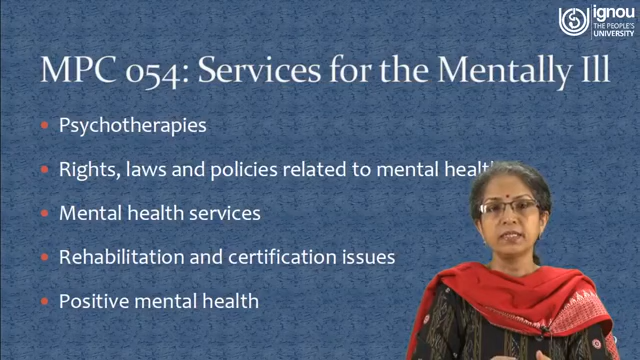 ignou
THE PEOPLE'S
UNIVERSITY
MPC 054: Services for the Mentally Ill
Psychotherapies
Rights, laws and policies related to mental health
Mental health services
Rehabilitation and certification issues
Positive mental health